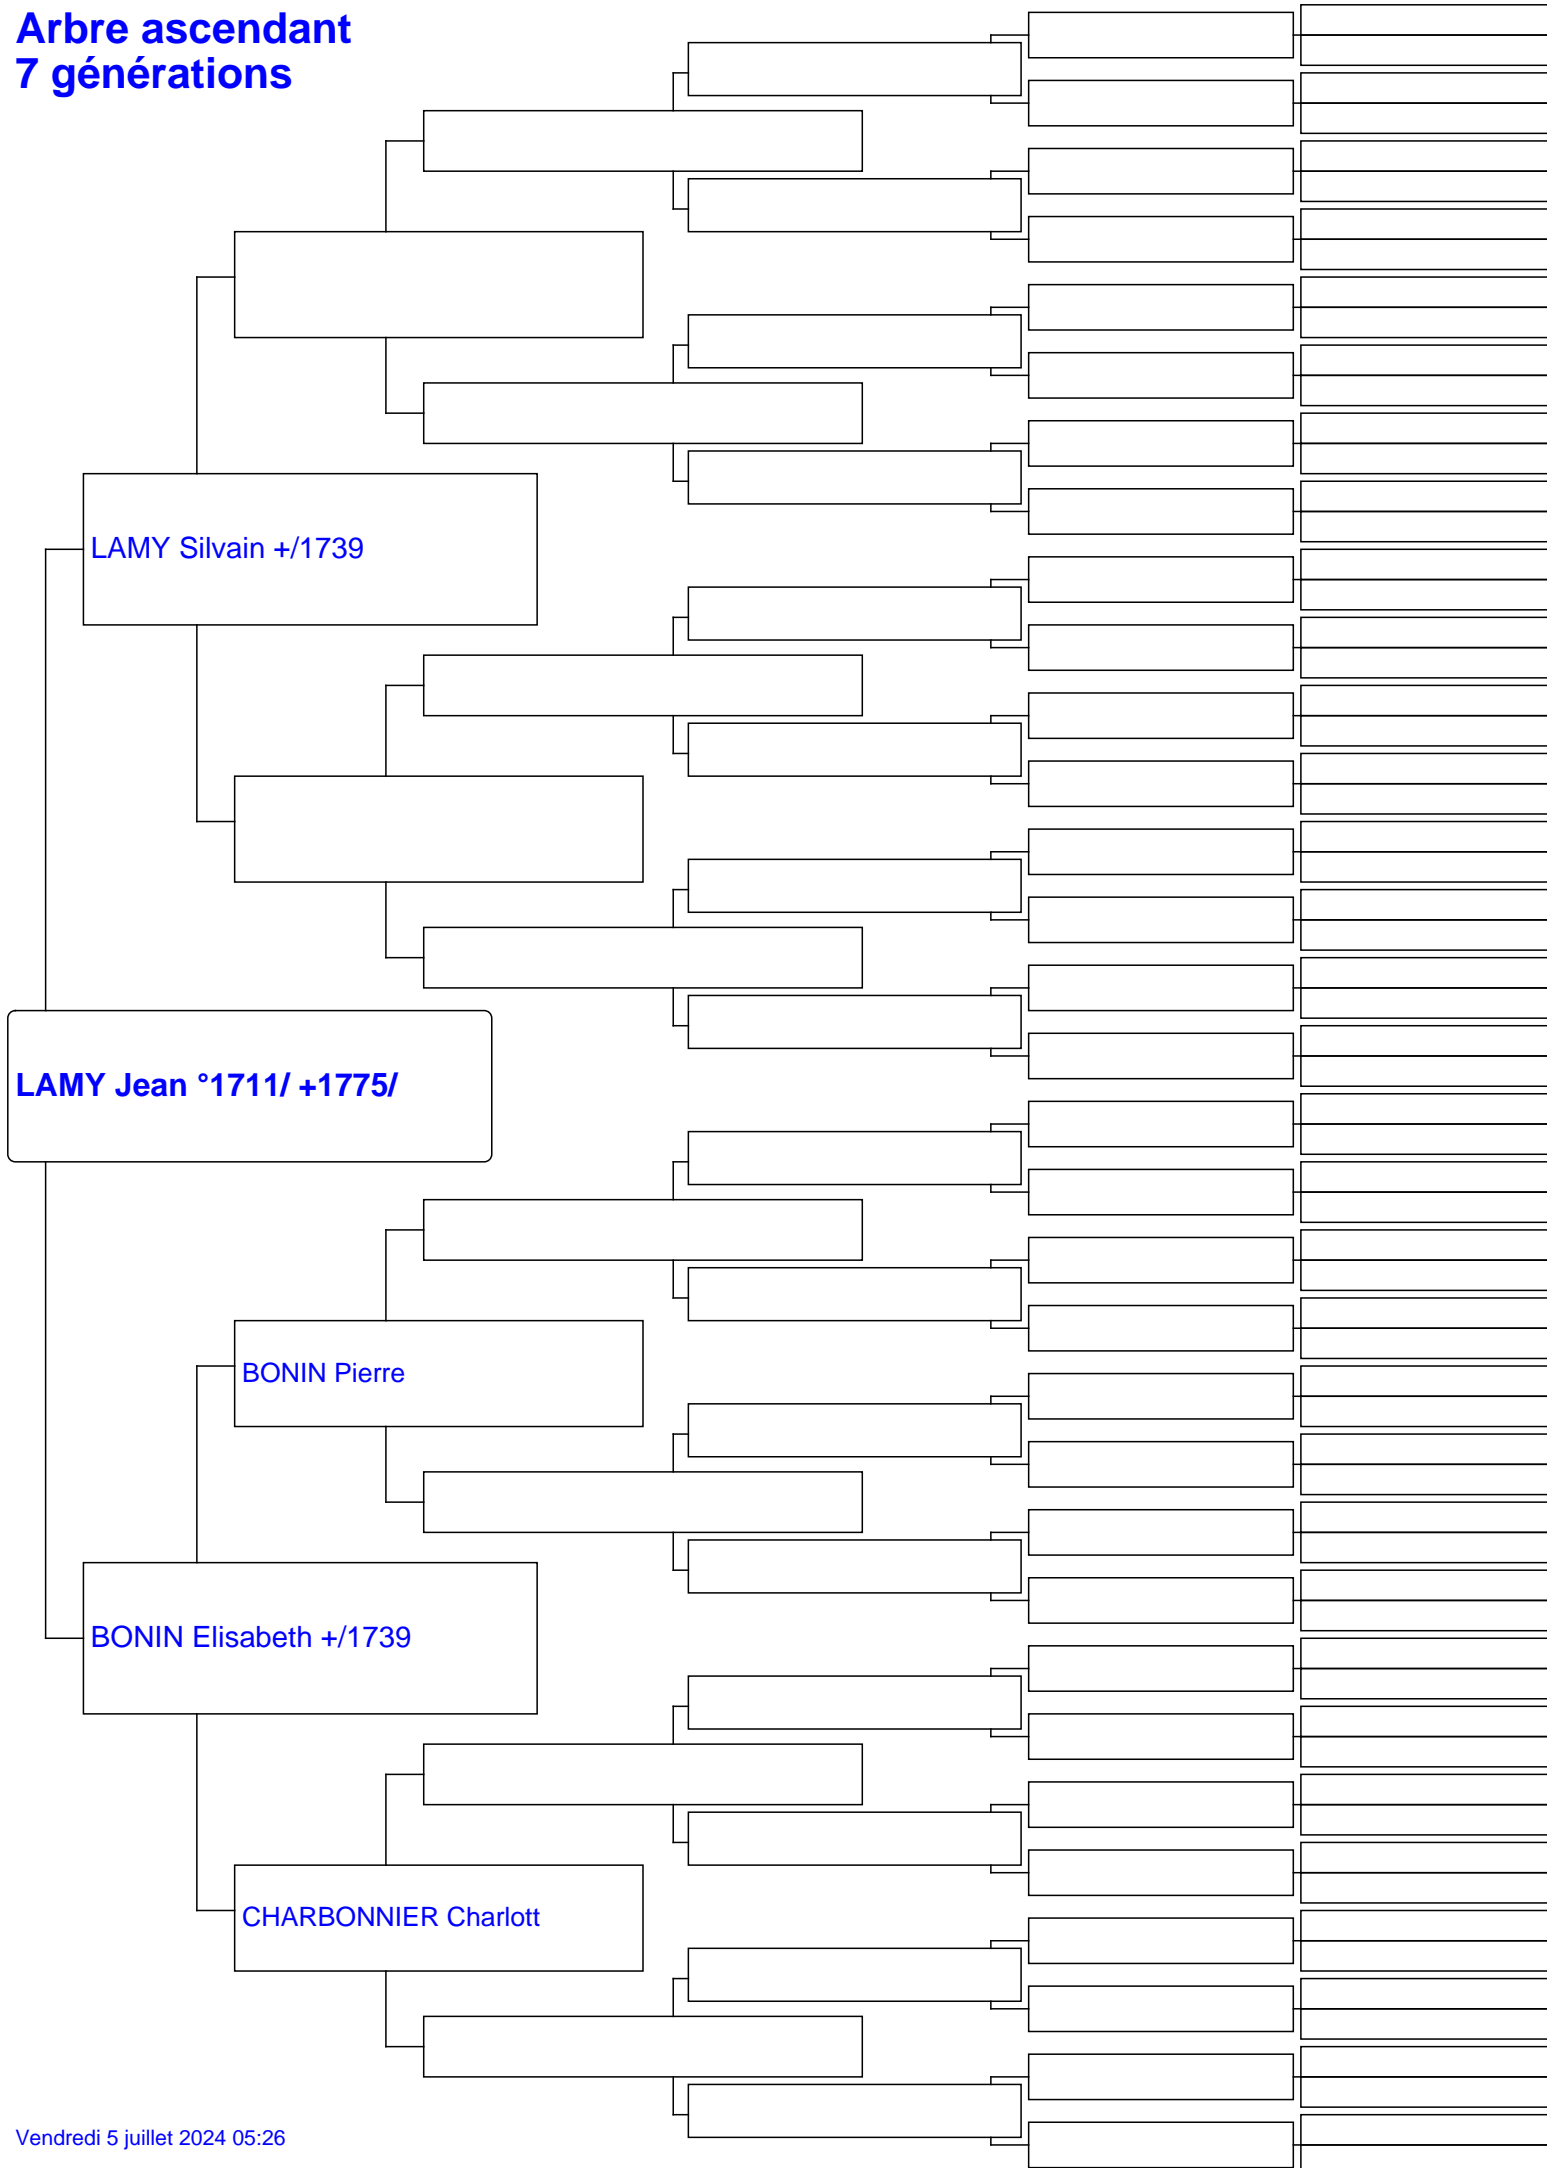 Arbre ascendant
7 générations
LAMY Silvain +/1739
LAMY Jean °1711/ +1775/
BONIN Pierre
BONIN Elisabeth +/1739
CHARBONNIER Charlott
Vendredi 5 juillet 2024 05:26